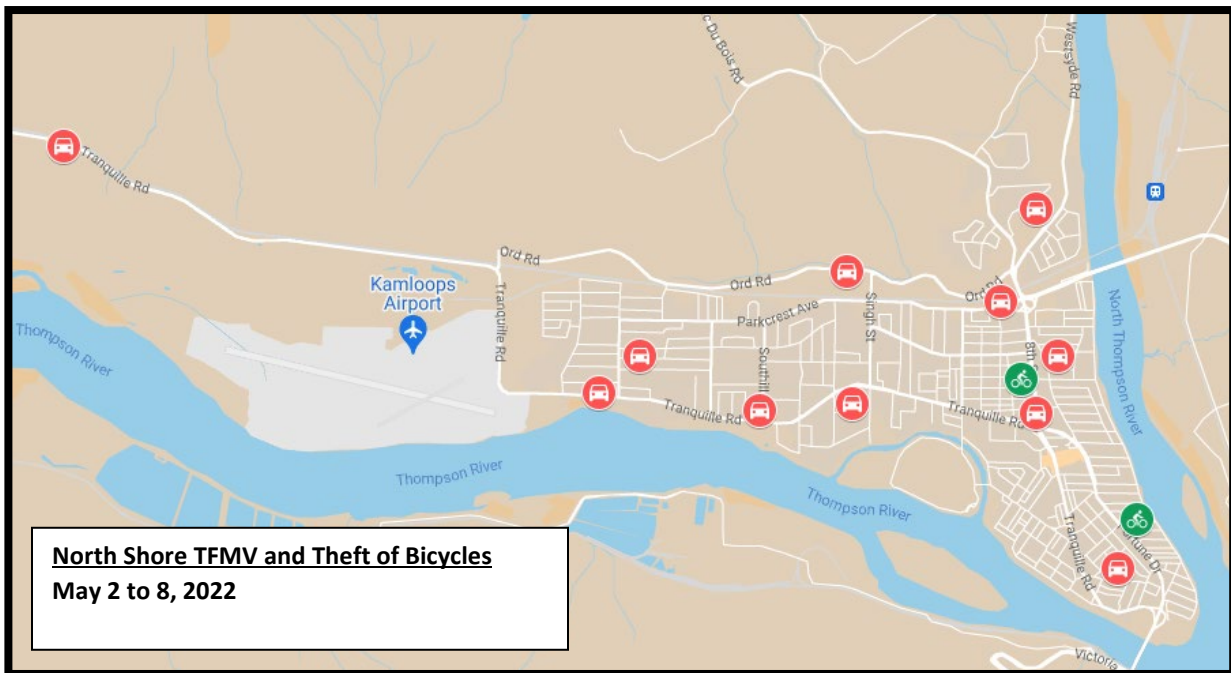 c Du Bois Rd
Westsyde Rd
Tranquille Rd
Ord Rd
Kamloops
Airport
Tranquille Rd
Ord Rd
Ord Rd
Parkcrest Ave
Singh St
Southill
8th
North Thompson River
Thompson River
Tranquille Rd
Tranquille Rd
Thompson River
Thompson River
Tranquille Rd
ortune Dr
Victoria
North Shore TFMV and Theft of Bicycles
May 2 to 8, 2022